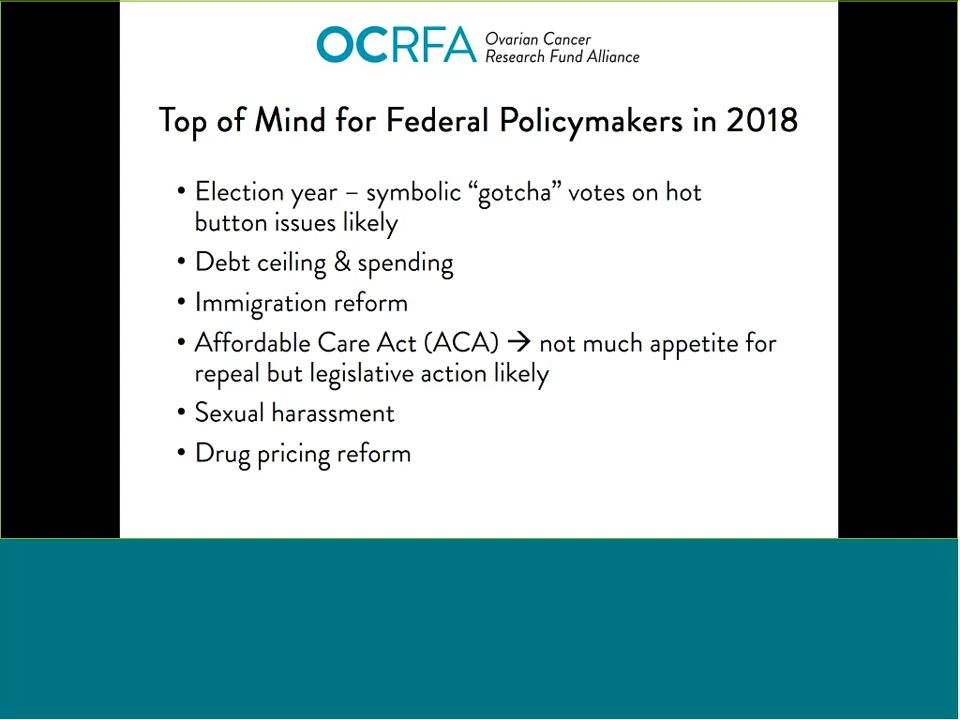 OCRFA
Ovarian Cancer
Research Fund Alliance
Top of Mind for Federal Policymakers in 2018
• Election year – symbolic “gotcha” votes on hot
button issues likely
• Debt ceiling & spending
• Immigration reform
• Affordable Care Act (ACA) → not much appetite for
repeal but legislative action likely
• Sexual harassment
• Drug pricing reform